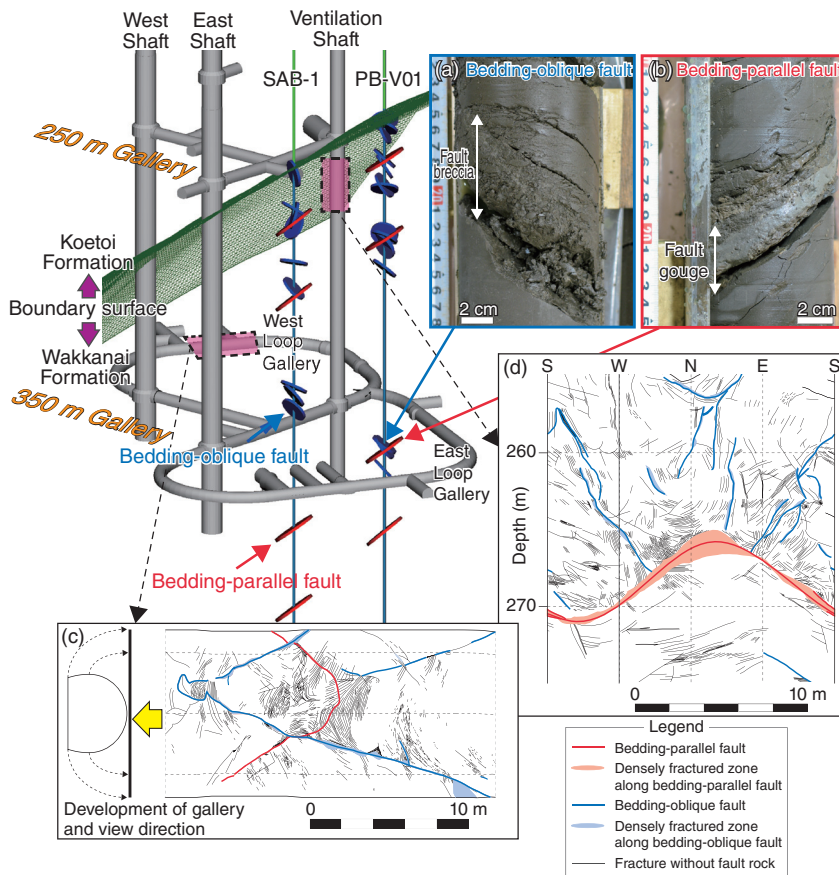 West
Shaft
East
Shaft
Ventilation
Shaft
SAB-1
PB-V01
250 m Gallery
Koetoi
Formation
Boundary surface
Wakkanai
Formation
350 m Gallery
West
Loop
Gallery
Bedding-oblique fault
East
Loop
Gallery
Bedding-parallel fault
(a) Bedding-oblique fault
Fault
breccia
2 cm
(b) Bedding-parallel fault
Fault
gouge
2 cm
(c)
Development of gallery
and view direction
0 10 m
(d)
S W N E S
Depth (m)
260
270
0 10 m
Legend
Bedding-parallel fault
Densely fractured zone
along bedding-parallel fault
Bedding-oblique fault
Densely fractured zone
along bedding-oblique fault
Fracture without fault rock